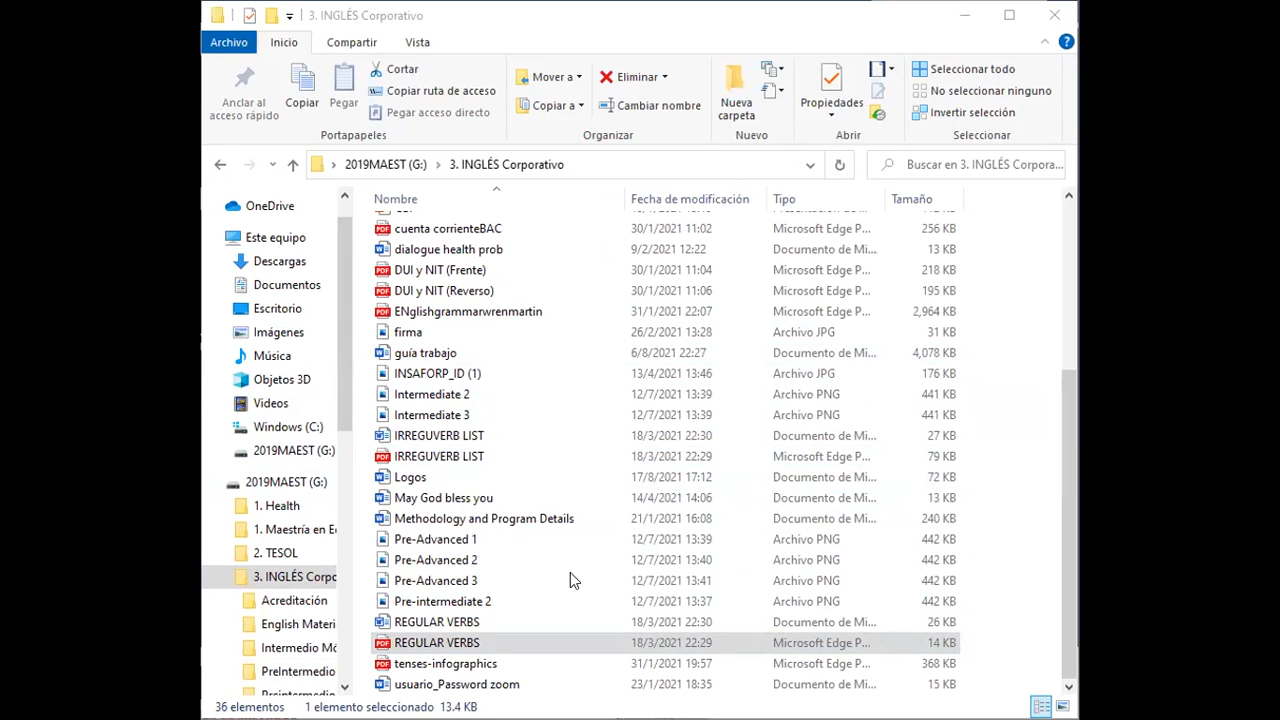 3. INGLÉS Corporativo
Archivo Inicio Compartir Vista
Anclar al acceso rápido
Copiar
Pegar
Cortar
Copiar ruta de acceso
Pegar acceso directo
Portapapeles
Mover a
Copiar a
Eliminar
Cambiar nombre
Organizar
Nueva carpeta
Nuevo
Propiedades
Abrir
Seleccionar todo
No seleccionar ninguno
Invertir selección
Seleccionar
2019MAEST (G:) › 3. INGLÉS Corporativo
Buscar en 3. INGLÉS Corpora...
OneDrive
Este equipo
Descargas
Documentos
Escritorio
Imágenes
Música
Objetos 3D
Videos
Windows (C:)
2019MAEST (G:)
2019MAEST (G:)
1. Health
1. Maestría en E
2. TESOL
3. INGLÉS Corpo
Acreditación
English Materi
Intermedio Mó
PreIntermedio
Nombre Fecha de modificación Tipo Tamaño
cuenta corrienteBAC 30/1/2021 11:02 Microsoft Edge P... 256 KB
dialogue health prob 9/2/2021 12:22 Documento de Mi... 13 KB
DUI y NIT (Frente) 30/1/2021 11:04 Microsoft Edge P... 218 KB
DUI y NIT (Reverso) 30/1/2021 11:06 Microsoft Edge P... 195 KB
ENglishgrammarwrenmartin 31/1/2021 22:07 Microsoft Edge P... 2,964 KB
firma 26/2/2021 13:28 Archivo JPG 31 KB
guía trabajo 6/8/2021 22:27 Documento de Mi... 4,078 KB
INSAFORP_ID (1) 13/4/2021 13:46 Archivo JPG 176 KB
Intermediate 2 12/7/2021 13:39 Archivo PNG 441 KB
Intermediate 3 12/7/2021 13:39 Archivo PNG 441 KB
IRREGUVERB LIST 18/3/2021 22:30 Documento de Mi... 27 KB
IRREGUVERB LIST 18/3/2021 22:29 Microsoft Edge P... 79 KB
Logos 17/8/2021 17:12 Documento de Mi... 72 KB
May God bless you 14/4/2021 14:06 Documento de Mi... 13 KB
Methodology and Program Details 21/1/2021 16:08 Documento de Mi... 240 KB
Pre-Advanced 1 12/7/2021 13:39 Archivo PNG 442 KB
Pre-Advanced 2 12/7/2021 13:40 Archivo PNG 442 KB
Pre-Advanced 3 12/7/2021 13:41 Archivo PNG 442 KB
Pre-intermediate 2 12/7/2021 13:37 Archivo PNG 442 KB
REGULAR VERBS 18/3/2021 22:30 Documento de Mi... 26 KB
REGULAR VERBS 18/3/2021 22:29 Microsoft Edge P... 14 KB
tenses-infographics 31/1/2021 19:57 Microsoft Edge P... 368 KB
usuario_Password zoom 23/1/2021 18:35 Documento de Mi... 15 KB
36 elementos 1 elemento seleccionado 13.4 KB